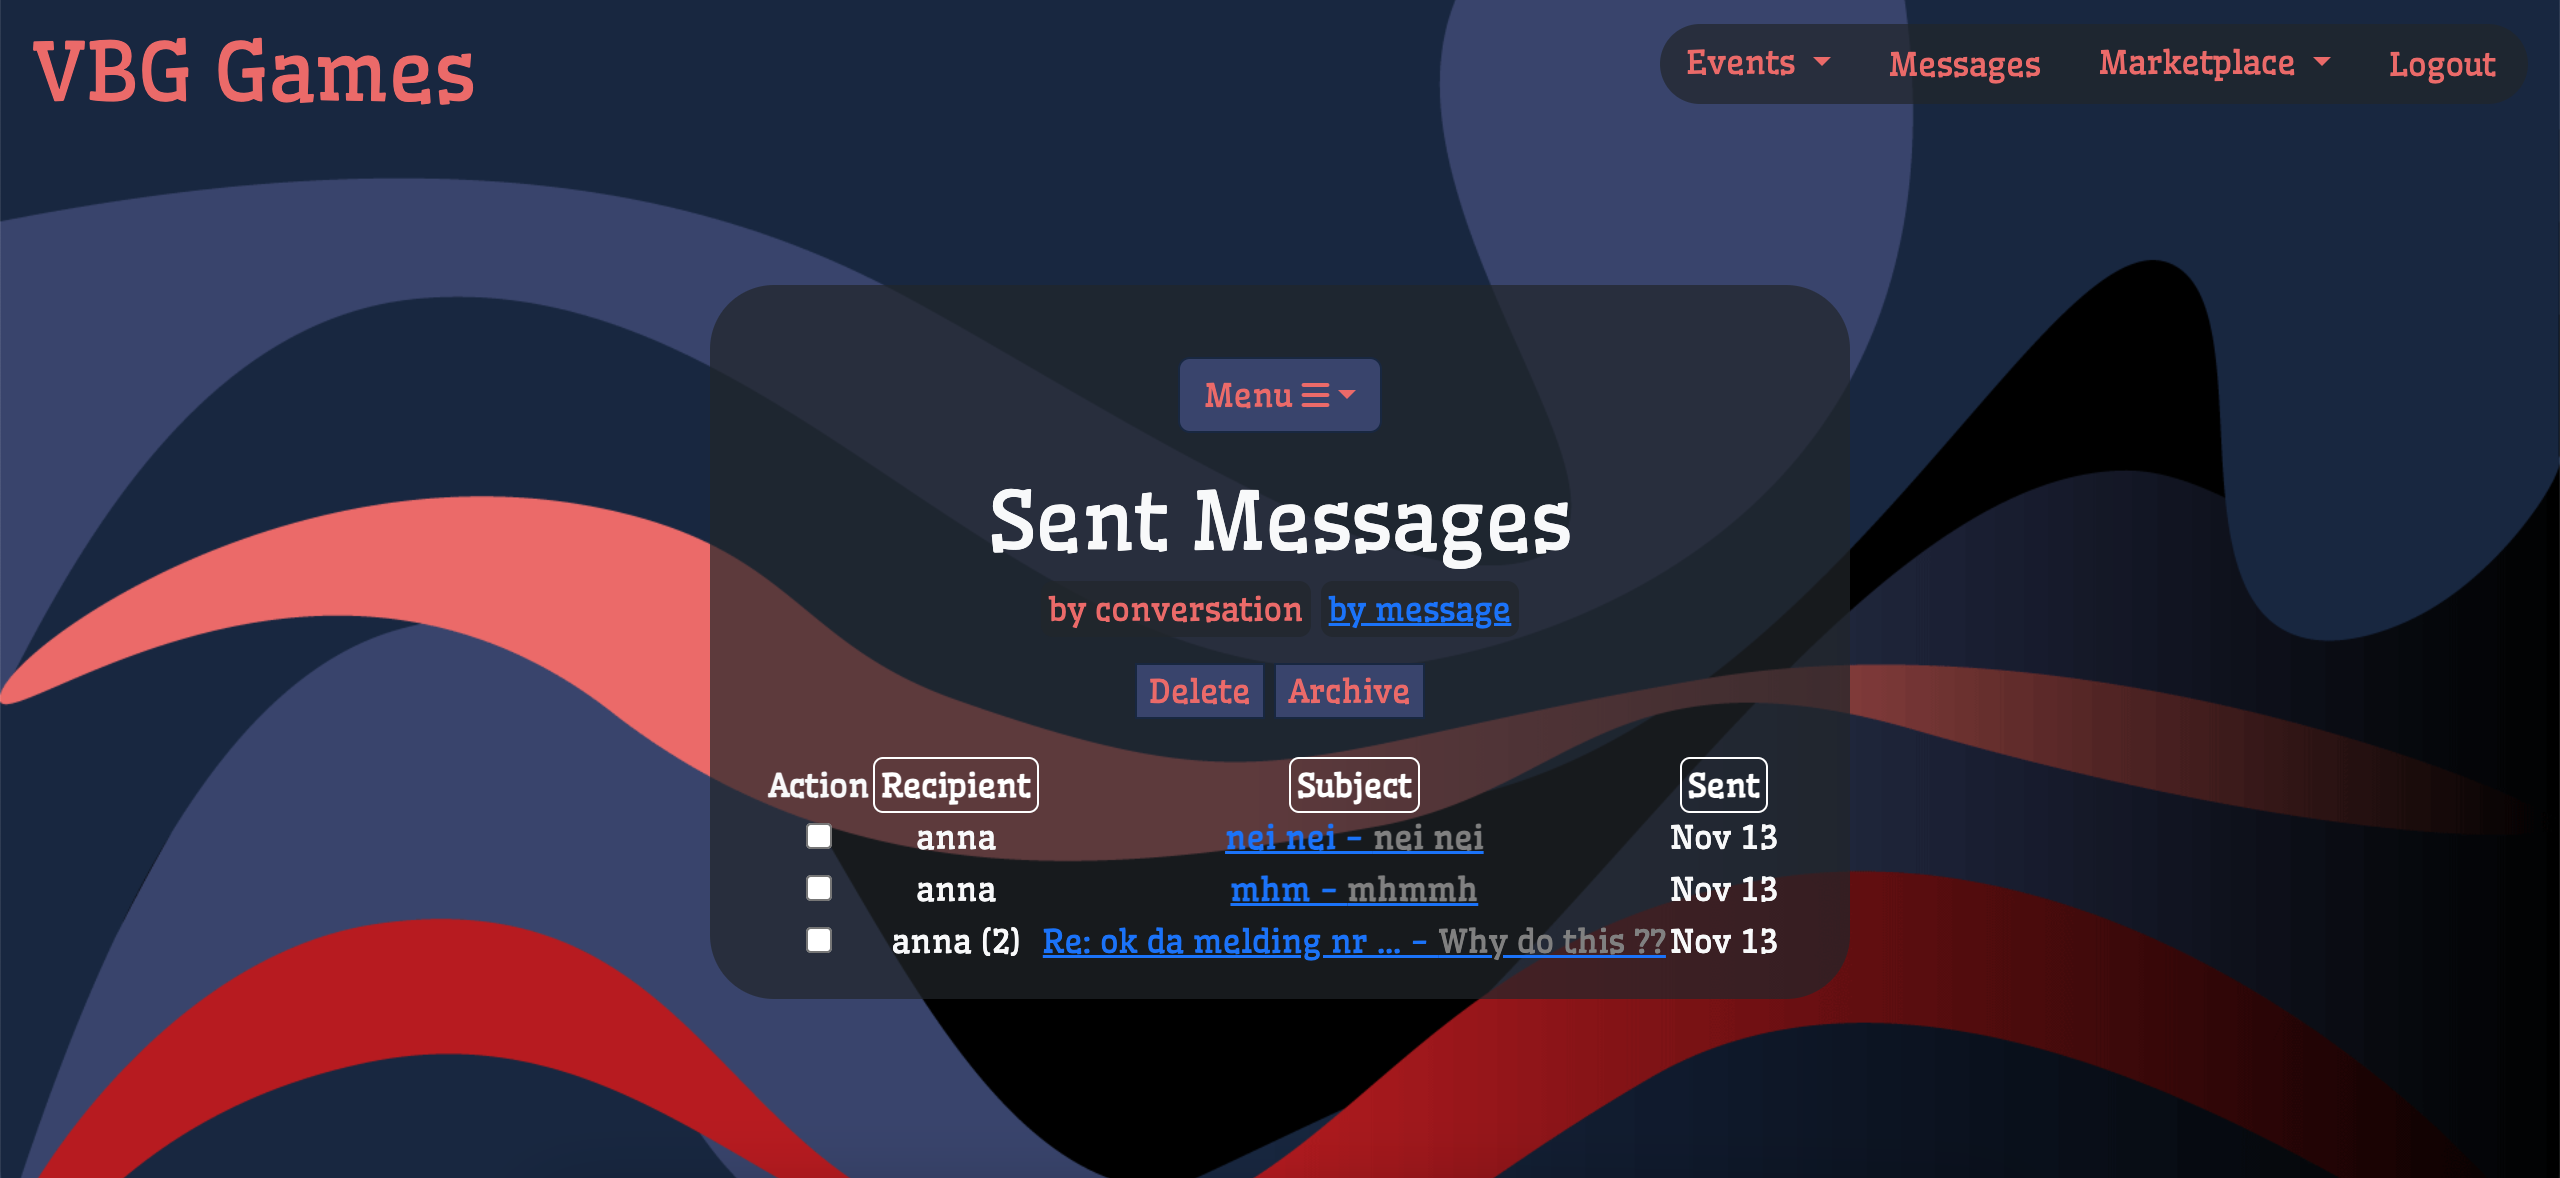 VBG Games
Events Messages Marketplace Logout
Menu
Sent Messages
by conversation by message
Delete Archive
Action Recipient Subject Sent
anna nei nei - nei nei Nov 13
anna mhm - mhmmh Nov 13
anna (2) Re: ok da melding nr ... - Why do this ?? Nov 13